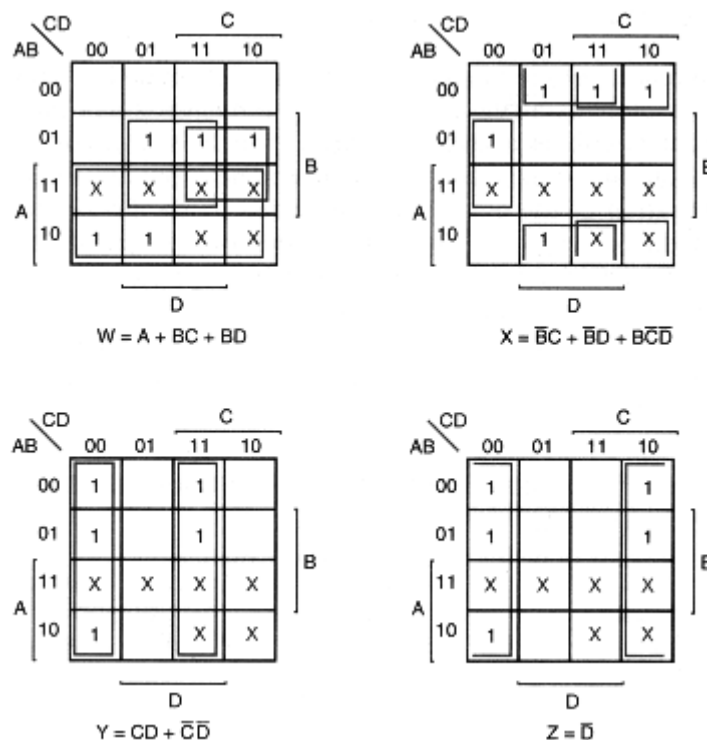 CD C
AB 00 01 11 10
00
01 1 1 1
B
A 11 X X X X
10 1 1 X X
D
W = A + BC + BD
CD C
AB 00 01 11 10
00 1 1 1
01 1
B
A 11 X X X X
10 1 X X
D
X = B̅C + B̅D + BC̅D̅
CD C
AB 00 01 11 10
00 1 1
01 1 1
B
A 11 X X X X
10 1 X X
D
Y = CD + C̅D̅
CD C
AB 00 01 11 10
00 1 1
01 1 1
B
A 11 X X X X
10 1 X X
D
Z = D̅